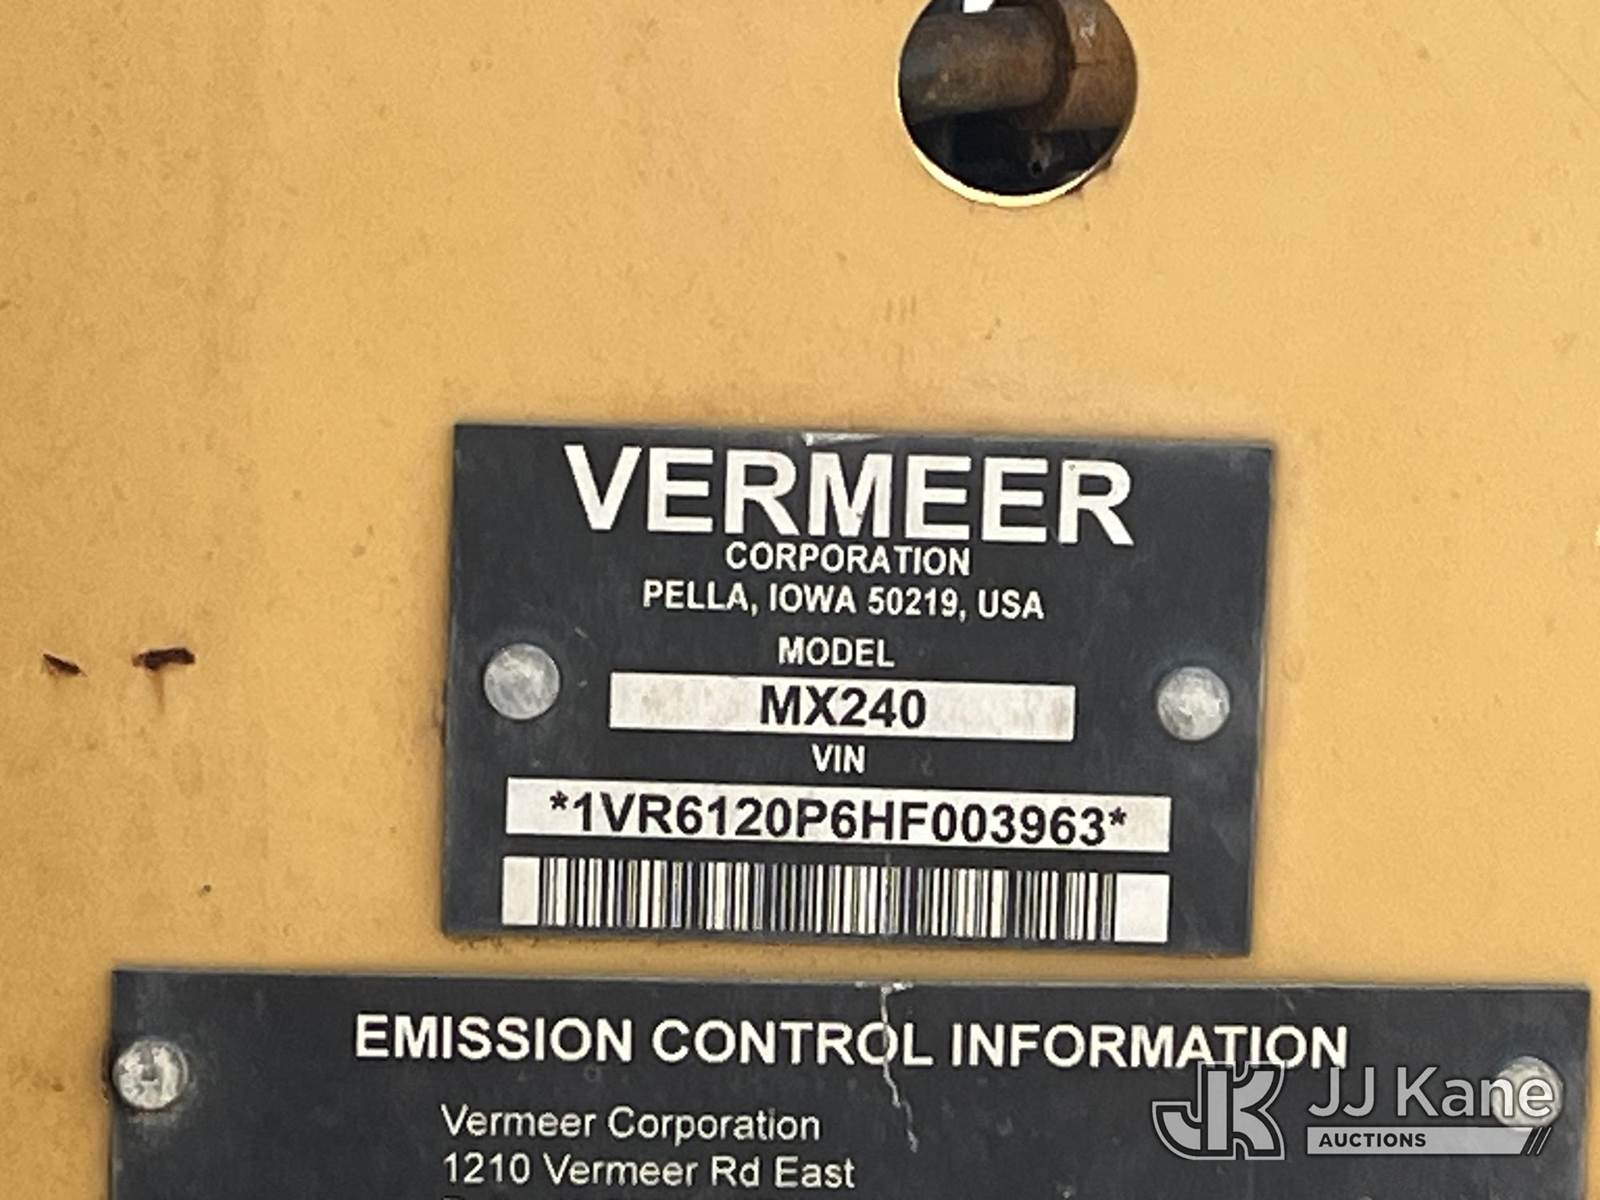 VERMEER
CORPORATION
PELLA, IOWA 50219, USA
MODEL
MX240
VIN
*1VR6120P6HF003963*
EMISSION CONTROL INFORMATION
Vermeer Corporation
1210 Vermeer Rd East
JK JJ Kane
AUCTIONS